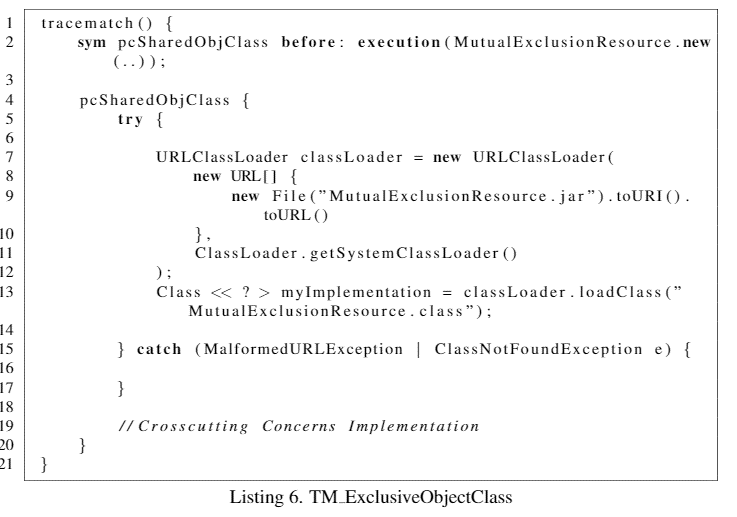 1 tracematch() {
2 sym pcSharedObjClass before: execution(MutualExclusionResource.new
(..));
3
4 pcSharedObjClass {
5 try {
6
7 URLClassLoader classLoader = new URLClassLoader(
8 new URL[] {
9 new File("MutualExclusionResource.jar").toURI().
toURL()
10 },
11 ClassLoader.getSystemClassLoader()
12 );
13 Class << ? > myImplementation = classLoader.loadClass("
MutualExclusionResource.class");
14
15 } catch (MalformedURLException | ClassNotFoundException e) {
16
17 }
18
19 //Crosscutting Concerns Implementation
20 }
21 }
Listing 6. TM_ExclusiveObjectClass